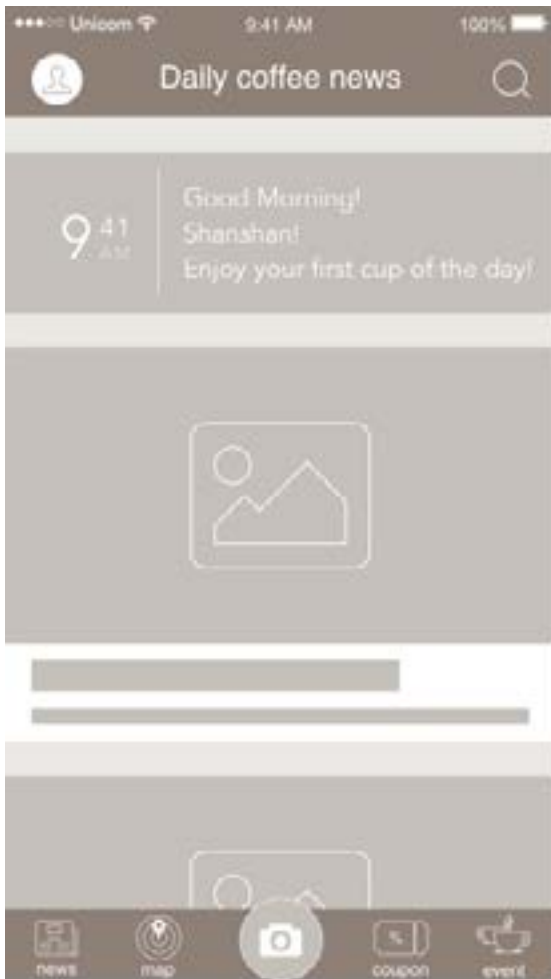 Unicom 9:41 AM 100%
Daily coffee news
9 41 AM
Good Morning!
Shanshan!
Enjoy your first cup of the day!
%
news map coupon event